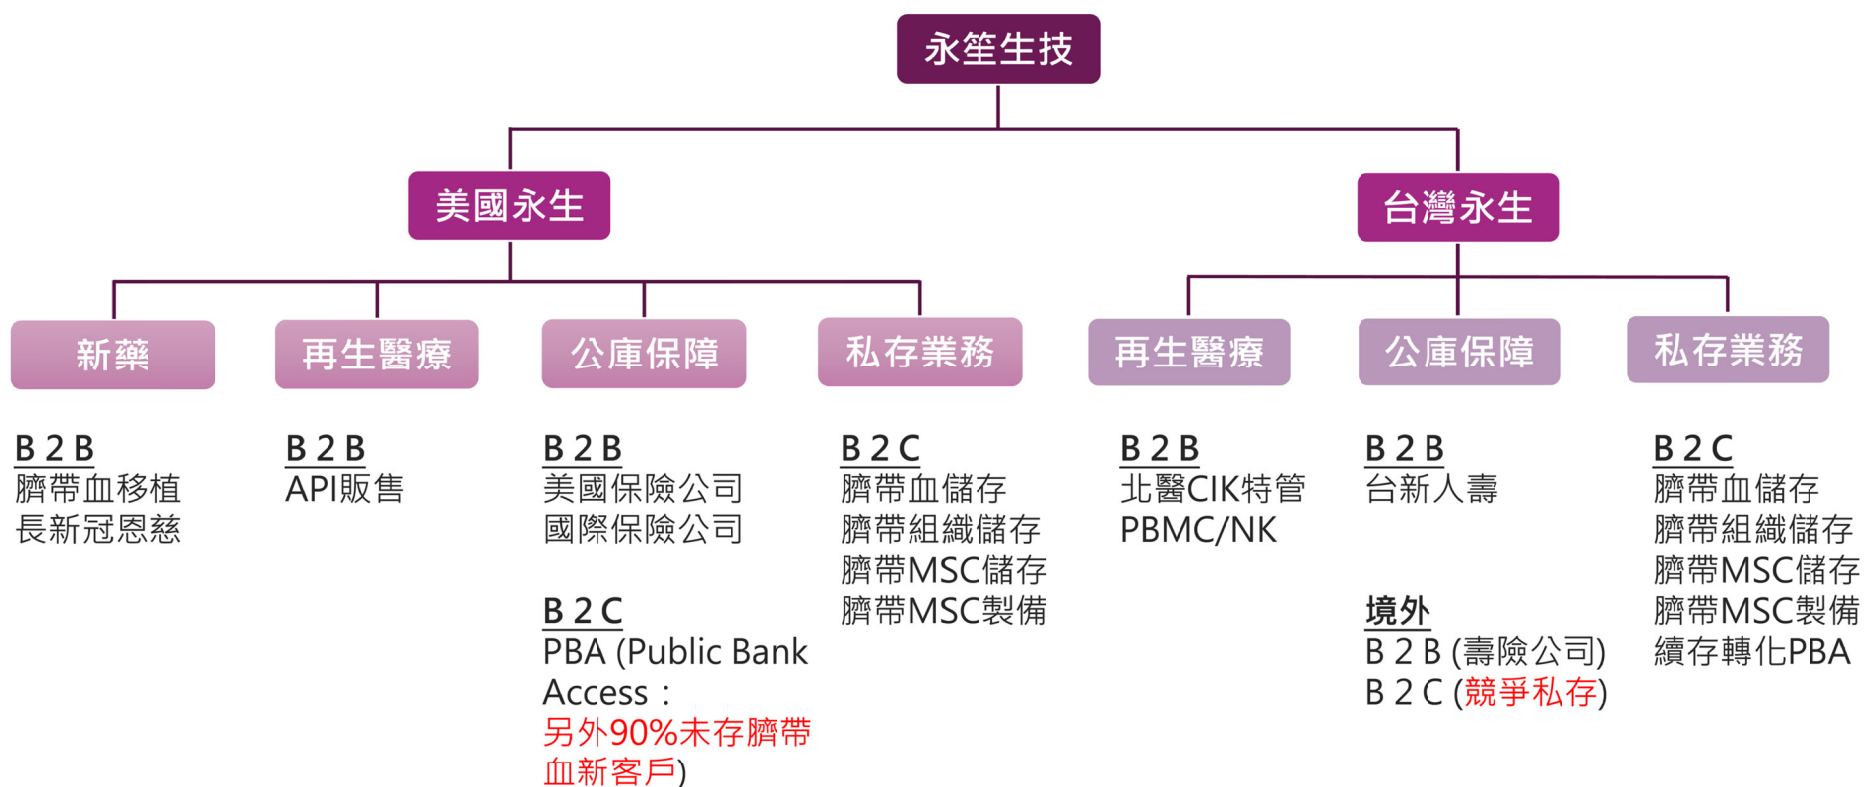 永笙生技
美國永生
台灣永生
新藥
再生醫療
公庫保障
私存業務
再生醫療
公庫保障
私存業務
B 2 B
臍帶血移植
長新冠恩慈
B 2 B
API販售
B 2 B
美國保險公司
國際保險公司
B 2 C
PBA (Public Bank
Access：
另外90%未存臍帶
血新客戶)
B 2 C
臍帶血儲存
臍帶組織儲存
臍帶MSC儲存
臍帶MSC製備
B 2 B
北醫CIK特管
PBMC/NK
B 2 B
台新人壽
境外
B 2 B (壽險公司)
B 2 C (競爭私存)
B 2 C
臍帶血儲存
臍帶組織儲存
臍帶MSC儲存
臍帶MSC製備
續存轉化PBA